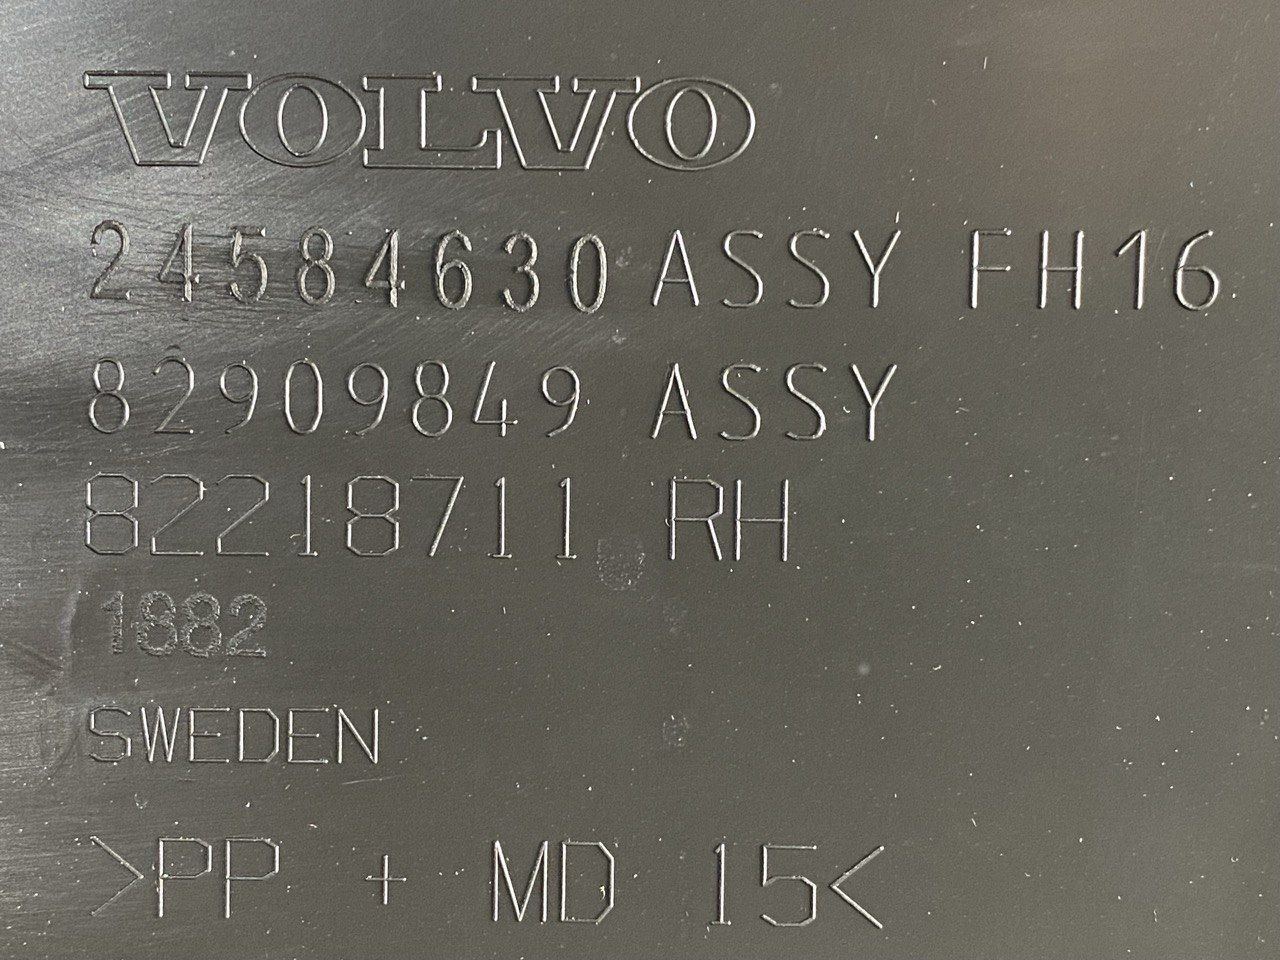 VOLVO
24584630 ASSY FH16
82909849 ASSY
82218711 RH
1882
SWEDEN
>PP + MD 15<